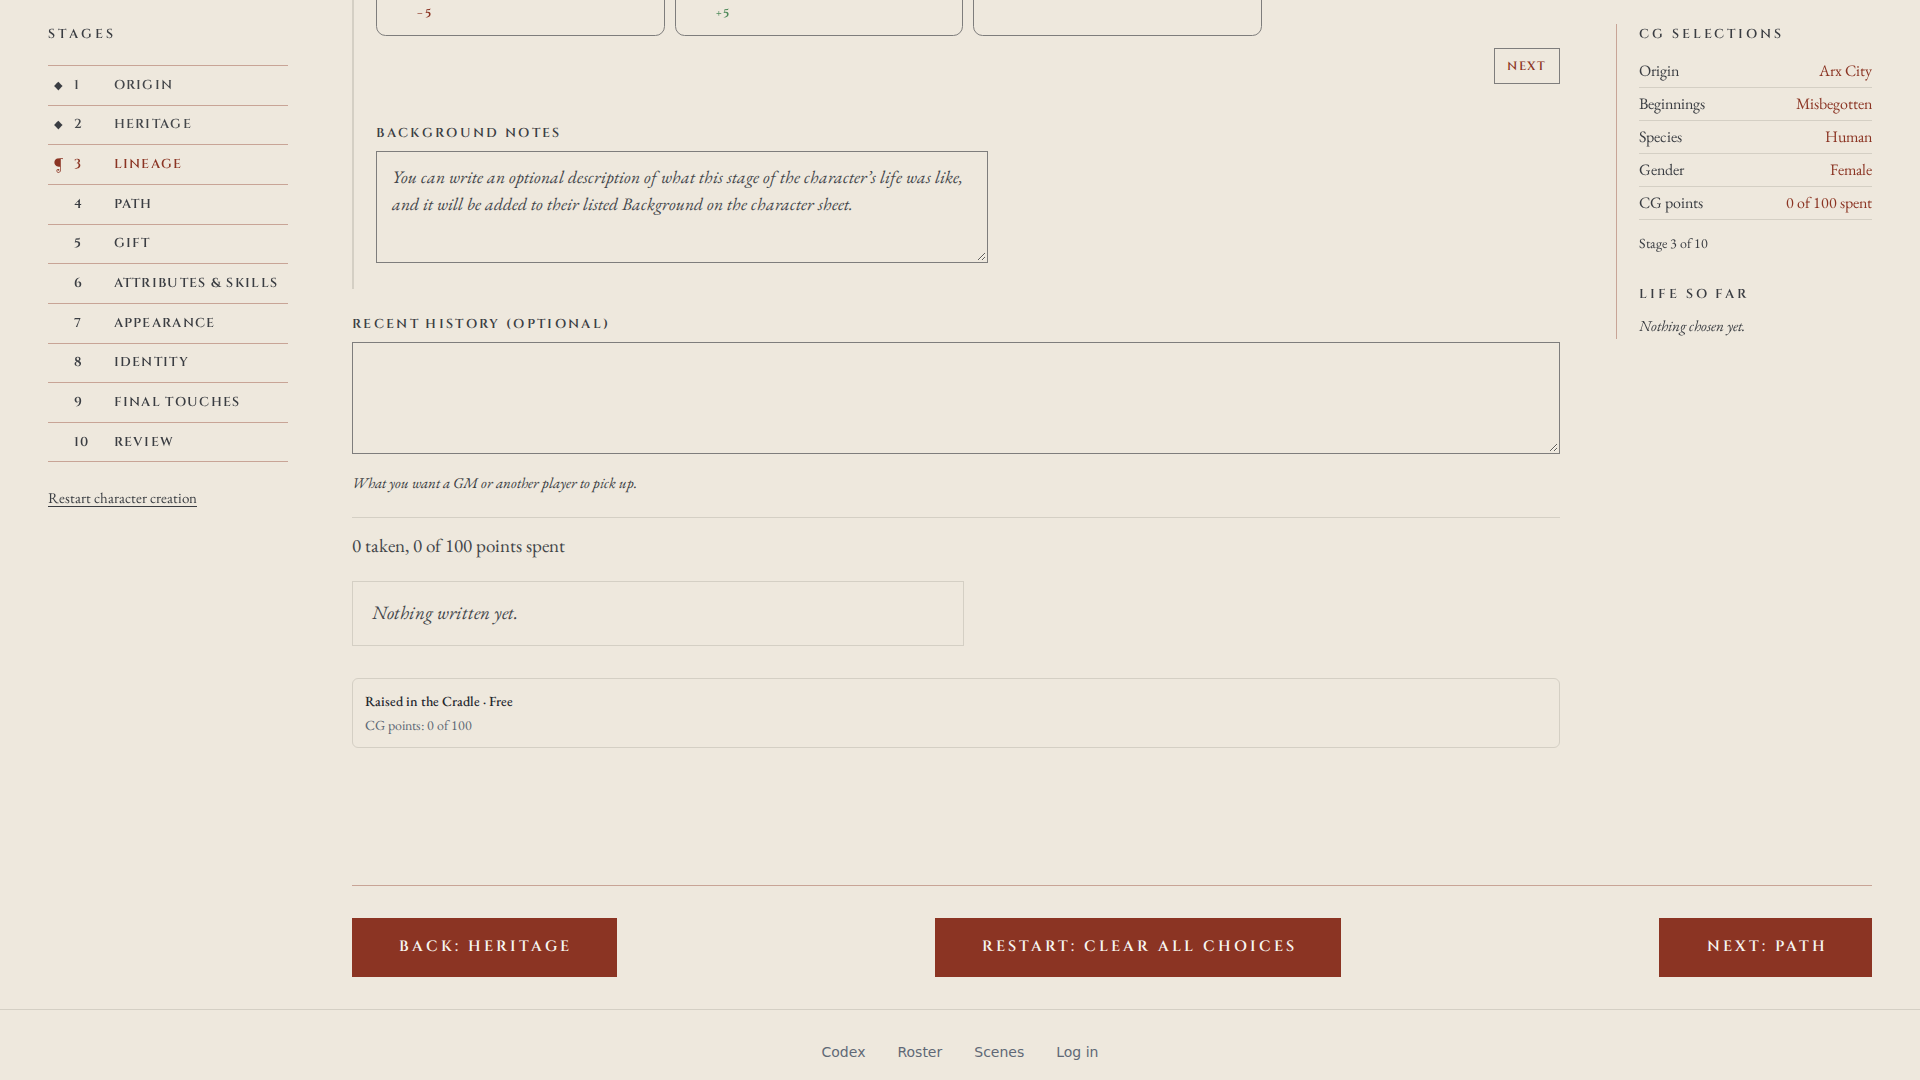 STAGES
◆ 1 ORIGIN
◆ 2 HERITAGE
¶ 3 LINEAGE
4 PATH
5 GIFT
6 ATTRIBUTES & SKILLS
7 APPEARANCE
8 IDENTITY
9 FINAL TOUCHES
10 REVIEW
Restart character creation
−5
+5
NEXT
BACKGROUND NOTES
You can write an optional description of what this stage of the character’s life was like,
and it will be added to their listed Background on the character sheet.
RECENT HISTORY (OPTIONAL)
What you want a GM or another player to pick up.
0 taken, 0 of 100 points spent
Nothing written yet.
Raised in the Cradle · Free
CG points: 0 of 100
CG SELECTIONS
Origin Arx City
Beginnings Misbegotten
Species Human
Gender Female
CG points 0 of 100 spent
Stage 3 of 10
LIFE SO FAR
Nothing chosen yet.
BACK: HERITAGE
RESTART: CLEAR ALL CHOICES
NEXT: PATH
Codex Roster Scenes Log in